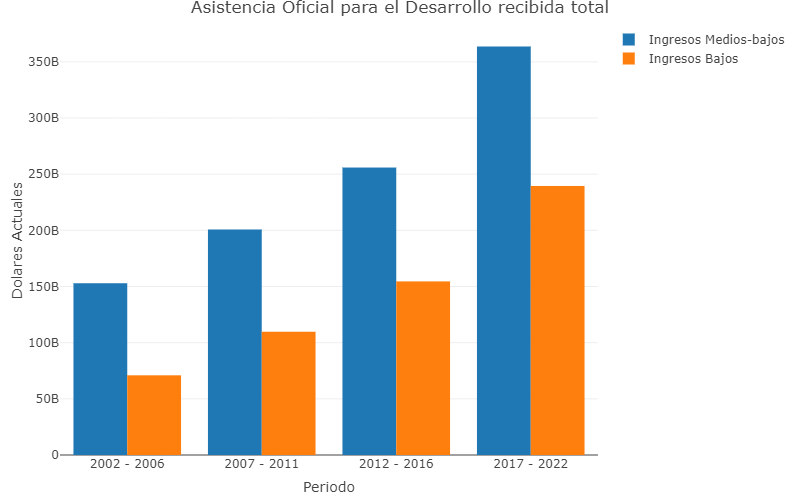 Asistencia Oficial para el Desarrollo recibida total
Ingresos Medios-bajos
Ingresos Bajos
Dolares Actuales
350B
300B
250B
200B
150B
100B
50B
0
2002 - 2006
2007 - 2011
2012 - 2016
2017 - 2022
Periodo